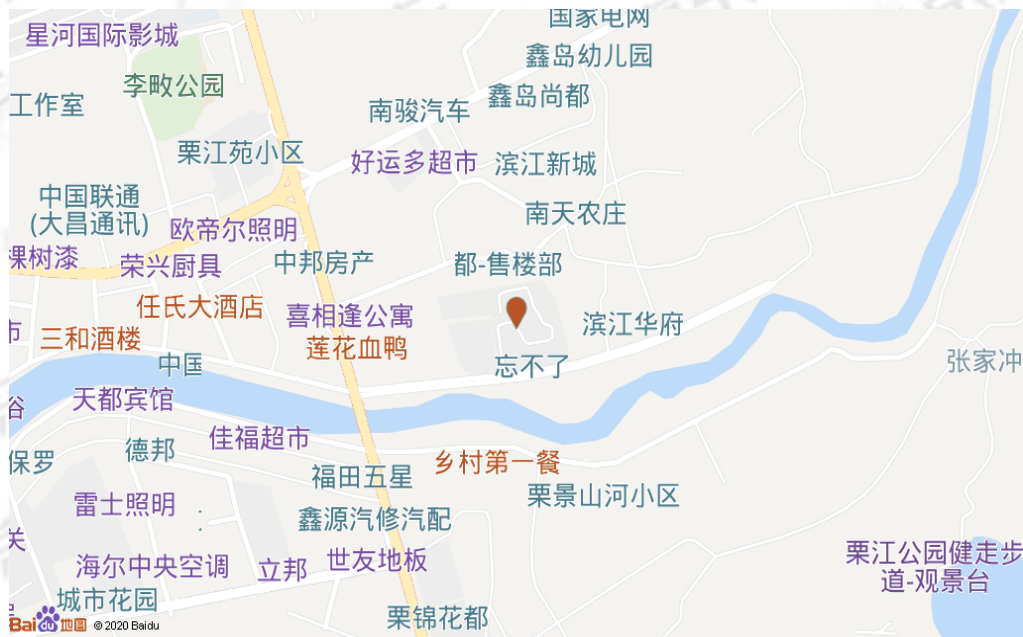 国家电网
星河国际影城
鑫岛幼儿园
李畋公园
鑫岛尚都
工作室
南骏汽车
栗江苑小区
好运多超市
滨江新城
中国联通
(大昌通讯)
南天农庄
欧帝尔照明
棵树漆
荣兴厨具
中邦房产
都-售楼部
任氏大酒店
喜相逢公寓
滨江华府
市
三和酒楼
莲花血鸭
中国
忘不了
张家冲
天都宾馆
俗
佳福超市
德邦
保罗
乡村第一餐
福田五星
栗景山河小区
雷士照明
鑫源汽修汽配
关
世友地板
栗江公园健走步
道-观景台
海尔中央空调
立邦
城市花园
栗锦花都
Bai du 地图
© 2020 Baidu